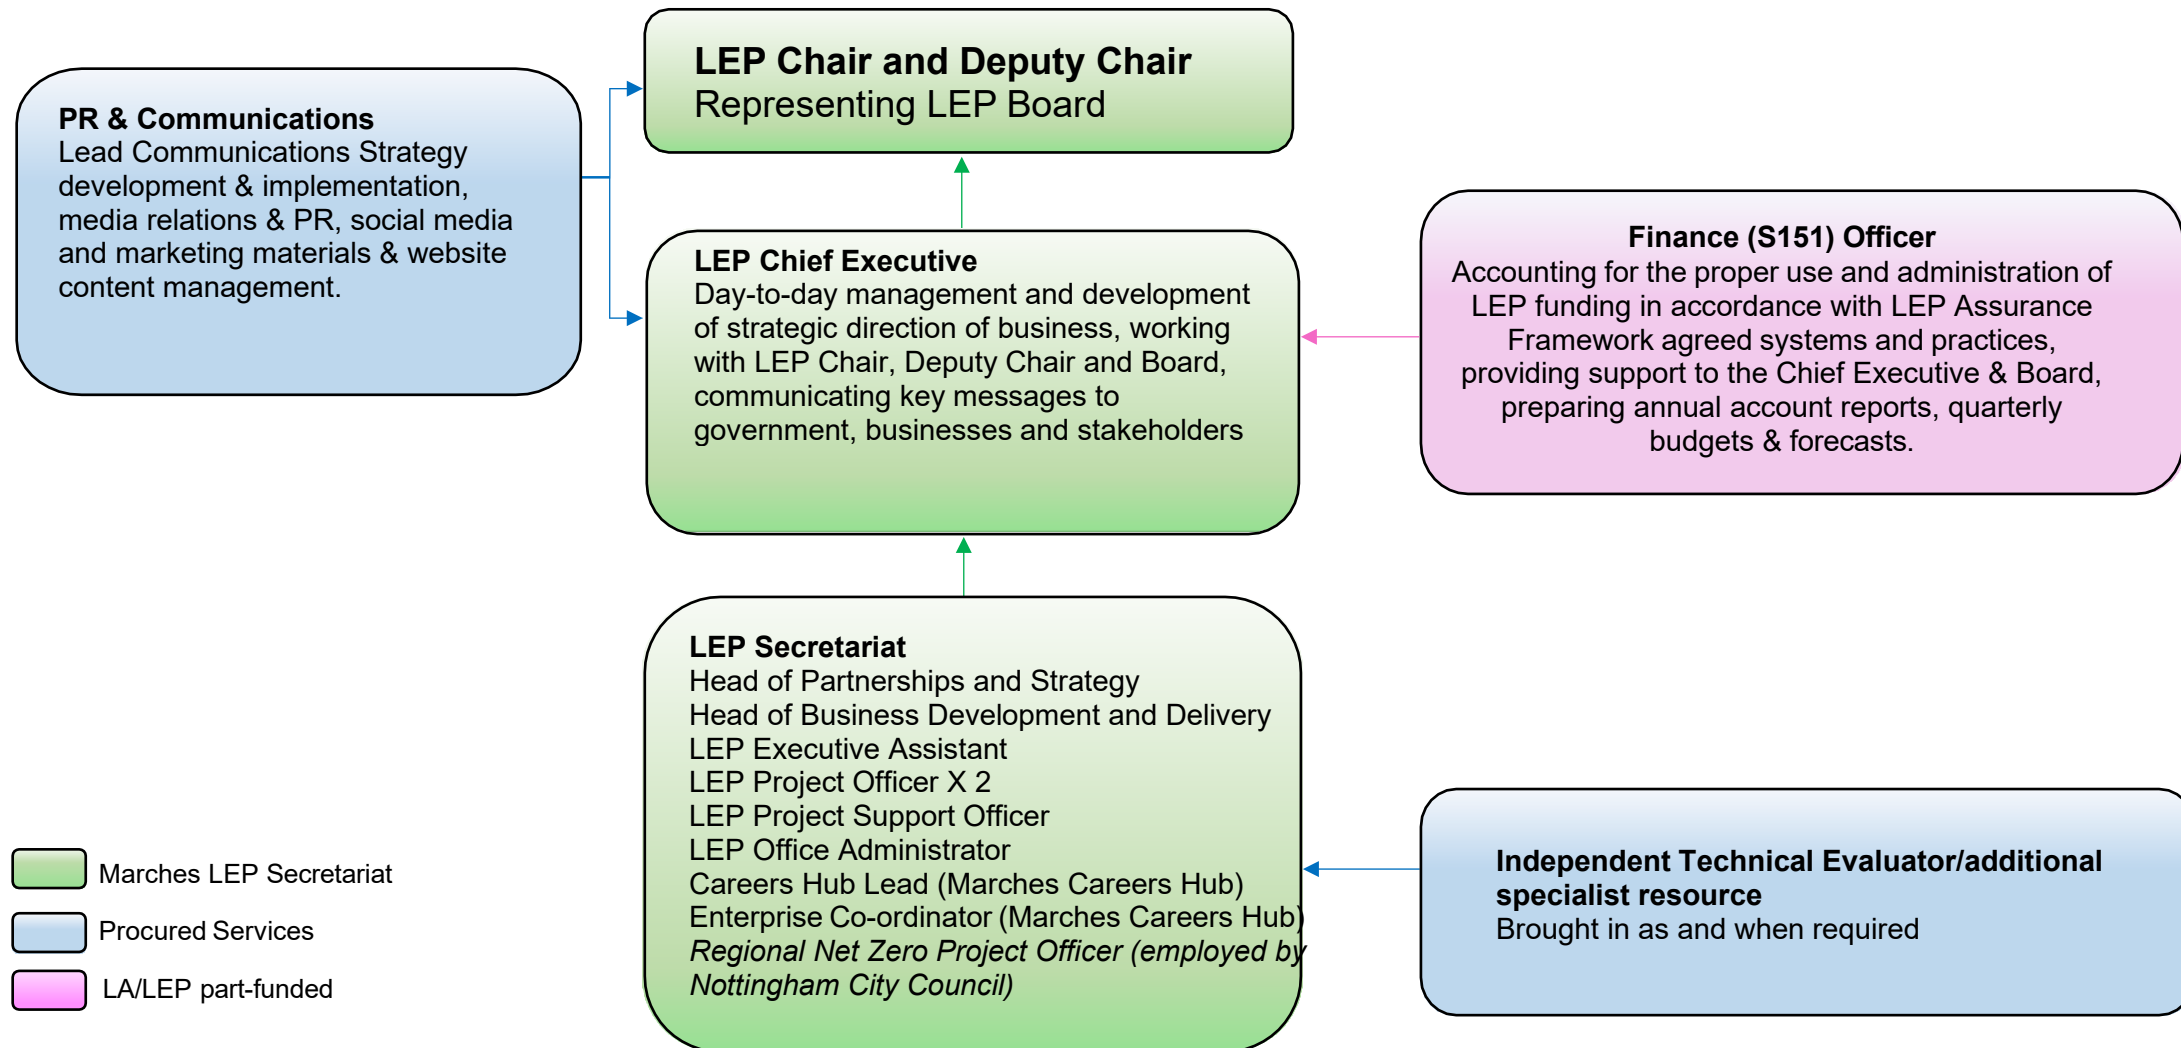 LEP Chair and Deputy Chair
Representing LEP Board
PR & Communications
Lead Communications Strategy
development & implementation,
media relations & PR, social media
and marketing materials & website
content management.
LEP Chief Executive
Day-to-day management and development
of strategic direction of business, working
with LEP Chair, Deputy Chair and Board,
communicating key messages to
government, businesses and stakeholders
Finance (S151) Officer
Accounting for the proper use and administration of
LEP funding in accordance with LEP Assurance
Framework agreed systems and practices,
providing support to the Chief Executive & Board,
preparing annual account reports, quarterly
budgets & forecasts.
LEP Secretariat
Head of Partnerships and Strategy
Head of Business Development and Delivery
LEP Executive Assistant
LEP Project Officer X 2
LEP Project Support Officer
LEP Office Administrator
Careers Hub Lead (Marches Careers Hub)
Enterprise Co-ordinator (Marches Careers Hub)
Regional Net Zero Project Officer (employed by
Nottingham City Council)
Independent Technical Evaluator/additional
specialist resource
Brought in as and when required
Marches LEP Secretariat
Procured Services
LA/LEP part-funded